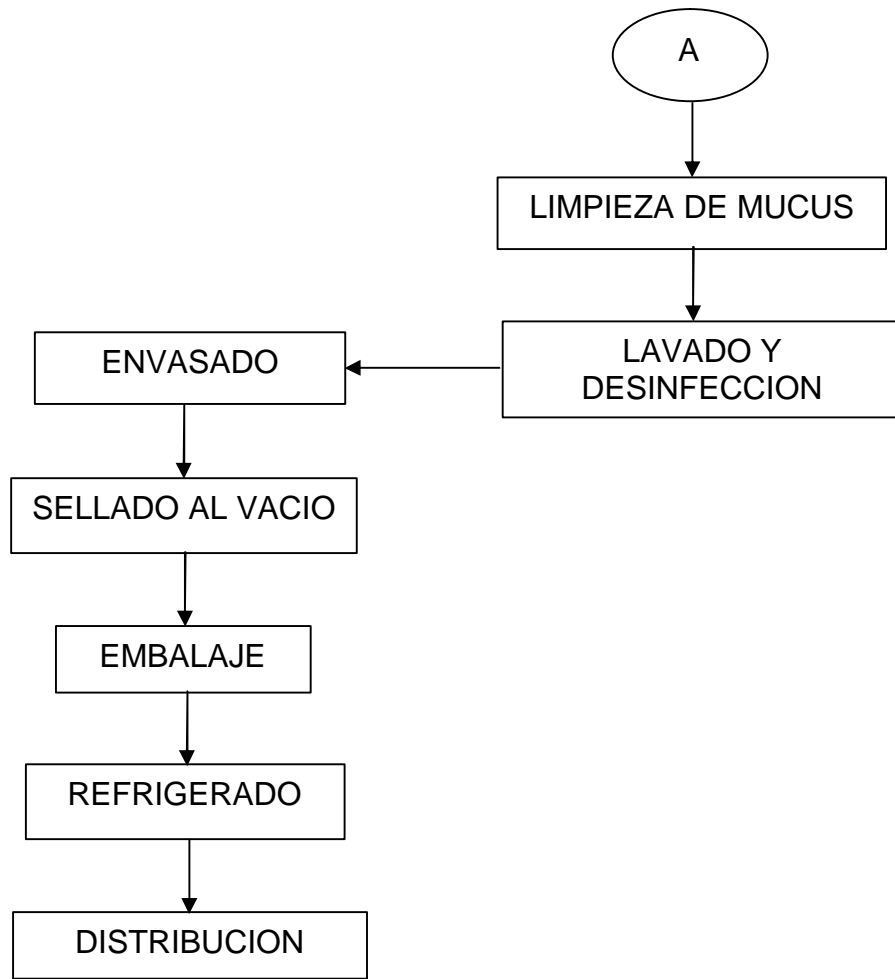 A
LIMPIEZA DE MUCUS
LAVADO Y
DESINFECCION
ENVASADO
SELLADO AL VACIO
EMBALAJE
REFRIGERADO
DISTRIBUCION